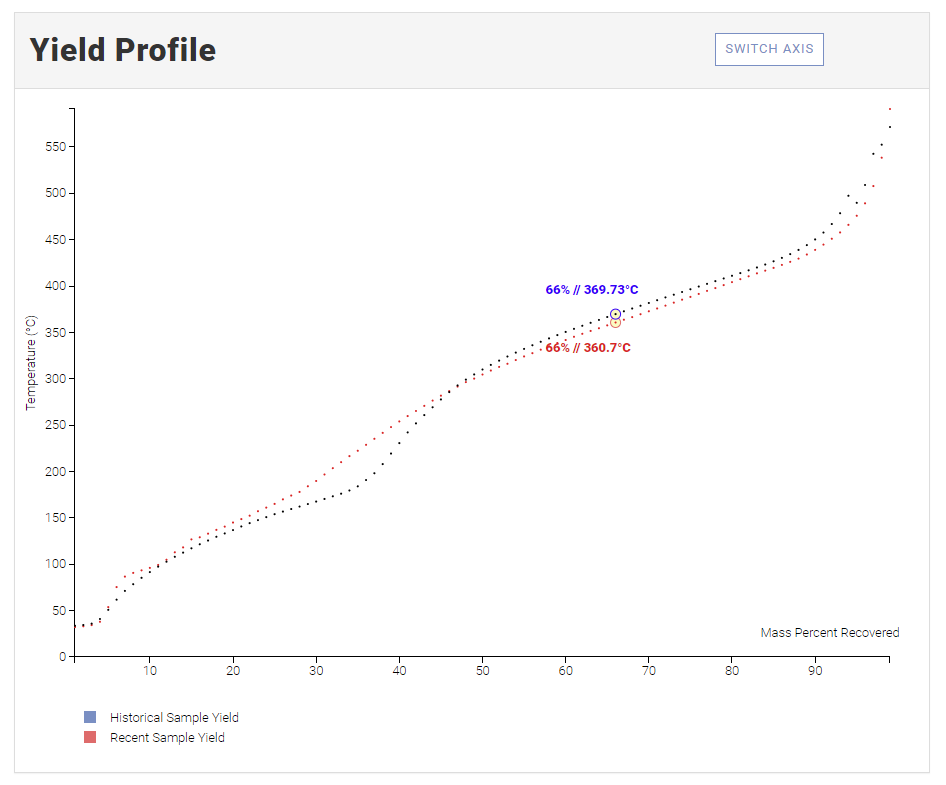 Yield Profile
SWITCH AXIS
550
500
450
400
350
300
250
200
150
100
50
0
Temperature (°C)
66% // 369.73°C
66% // 360.7°C
Mass Percent Recovered
10 20 30 40 50 60 70 80 90
Historical Sample Yield
Recent Sample Yield